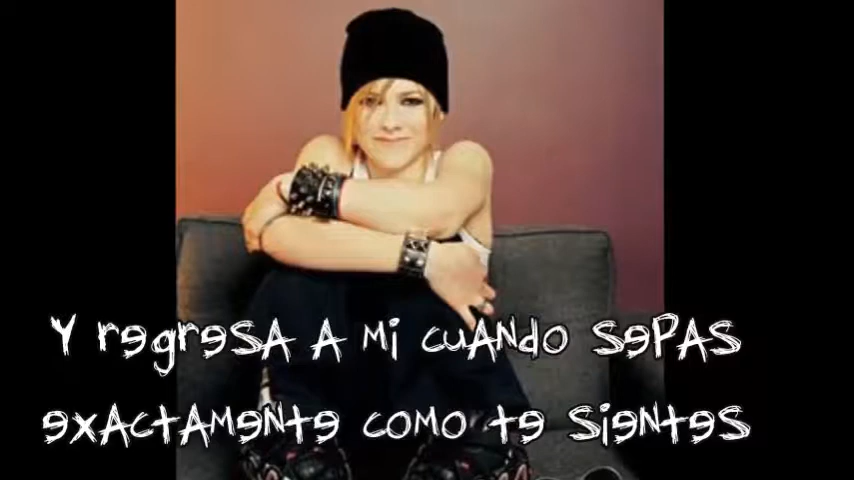 Y regresa a mi cuando sepas
exactamente como te sientes